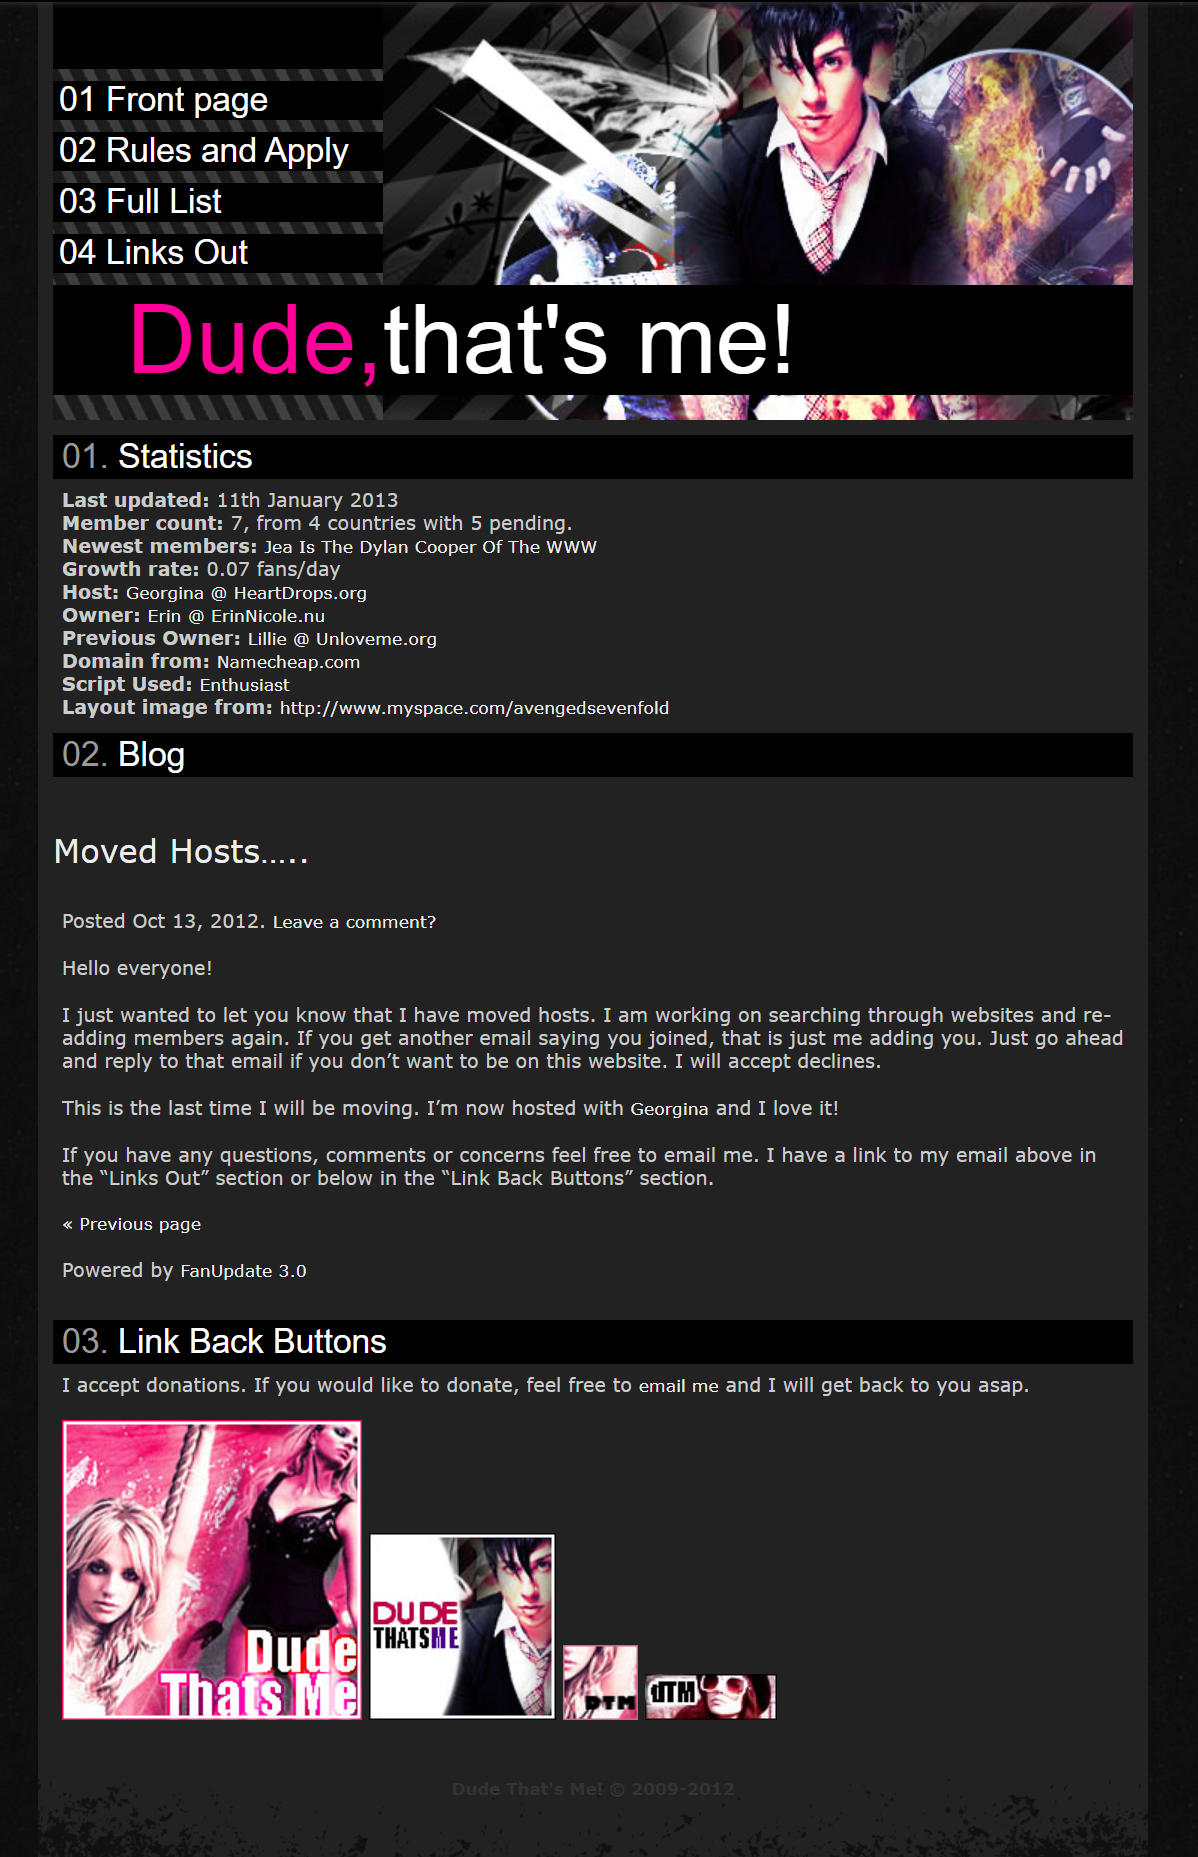 01 Front page
02 Rules and Apply
03 Full List
04 Links Out
Dude,that's me!
01. Statistics
Last updated: 11th January 2013
Member count: 7, from 4 countries with 5 pending.
Newest members: Jea Is The Dylan Cooper Of The WWW
Growth rate: 0.07 fans/day
Host: Georgina @ HeartDrops.org
Owner: Erin @ ErinNicole.nu
Previous Owner: Lillie @ Unloveme.org
Domain from: Namecheap.com
Script Used: Enthusiast
Layout image from: http://www.myspace.com/avengedsevenfold
02. Blog
Moved Hosts…..
Posted Oct 13, 2012. Leave a comment?
Hello everyone!
I just wanted to let you know that I have moved hosts. I am working on searching through websites and re-
adding members again. If you get another email saying you joined, that is just me adding you. Just go ahead
and reply to that email if you don’t want to be on this website. I will accept declines.
This is the last time I will be moving. I’m now hosted with Georgina and I love it!
If you have any questions, comments or concerns feel free to email me. I have a link to my email above in
the “Links Out” section or below in the “Link Back Buttons” section.
« Previous page
Powered by FanUpdate 3.0
03. Link Back Buttons
I accept donations. If you would like to donate, feel free to email me and I will get back to you asap.
Dude
Thats Me
DUDE
THATSME
DTM
dTM
Dude That's Me! © 2009-2012